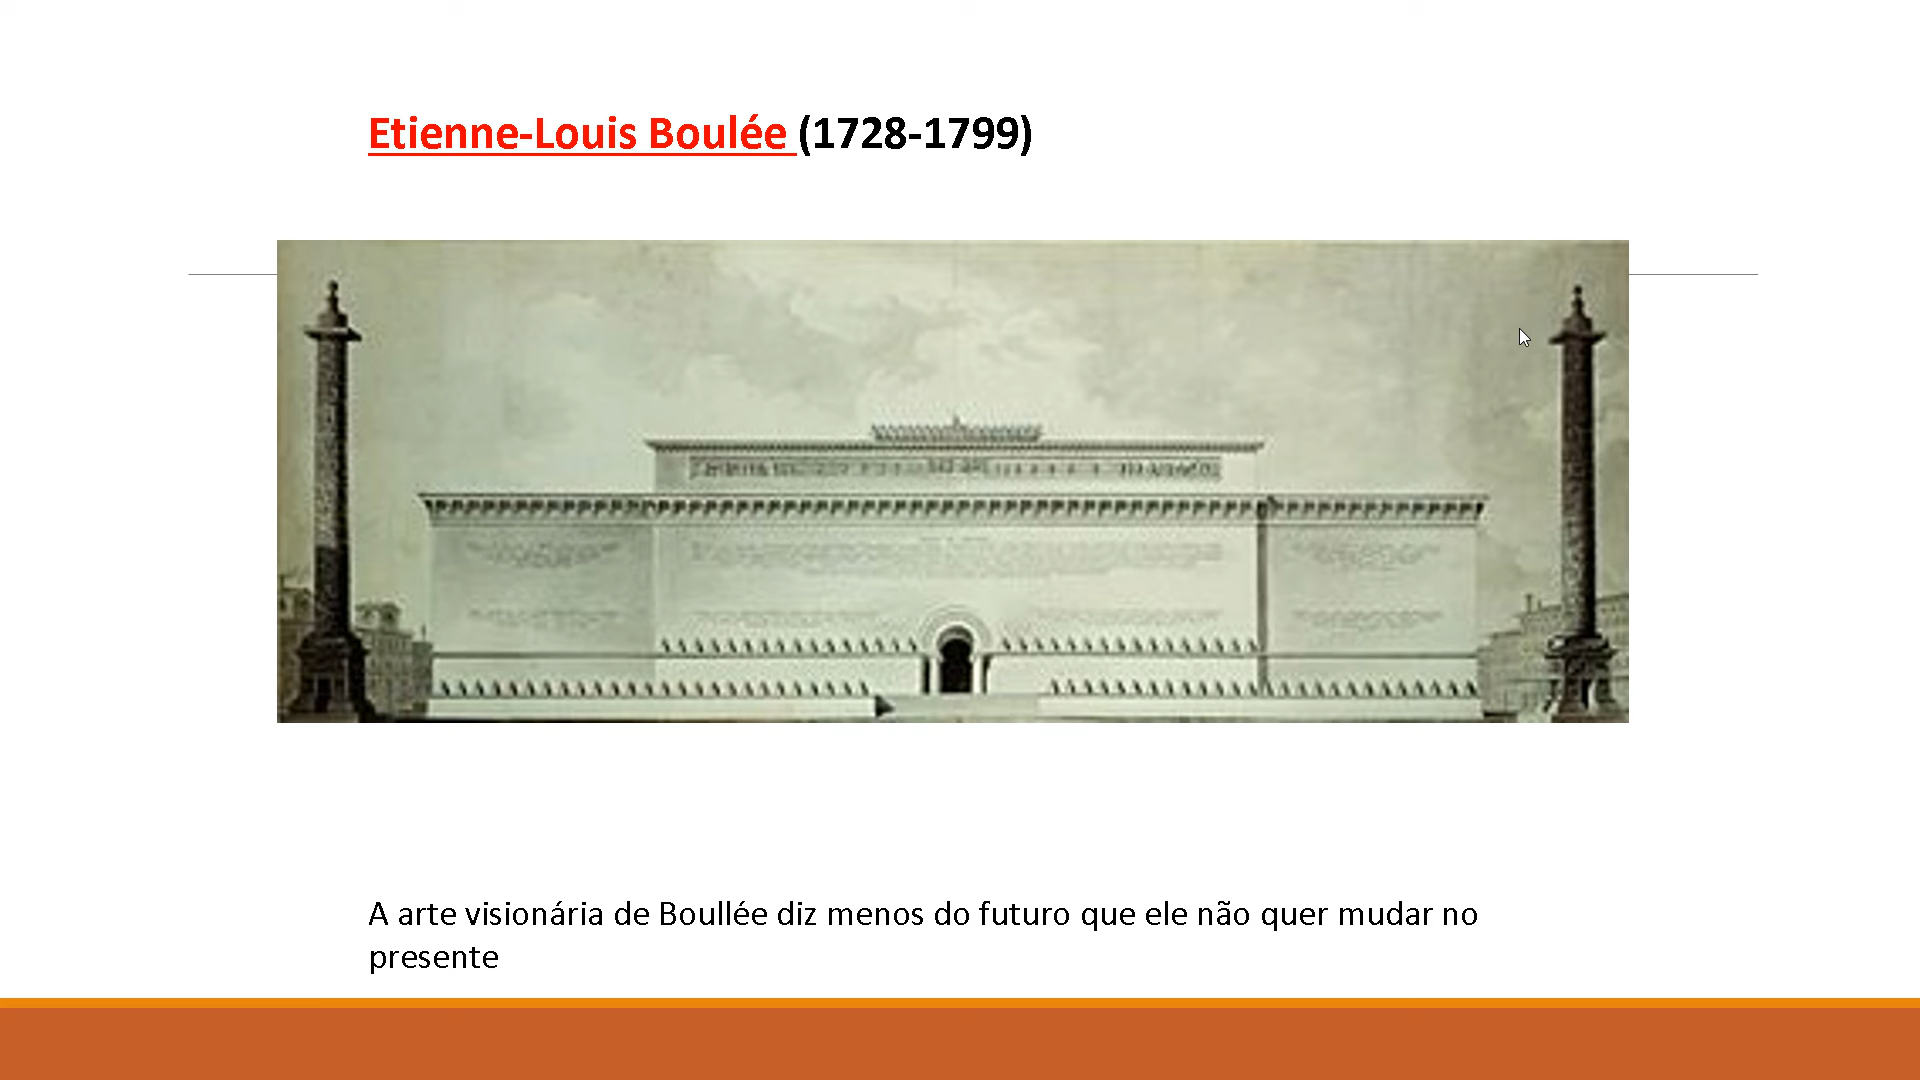 Etienne-Louis Boulée (1728-1799)
A arte visionária de Boullée diz menos do futuro que ele não quer mudar no
presente